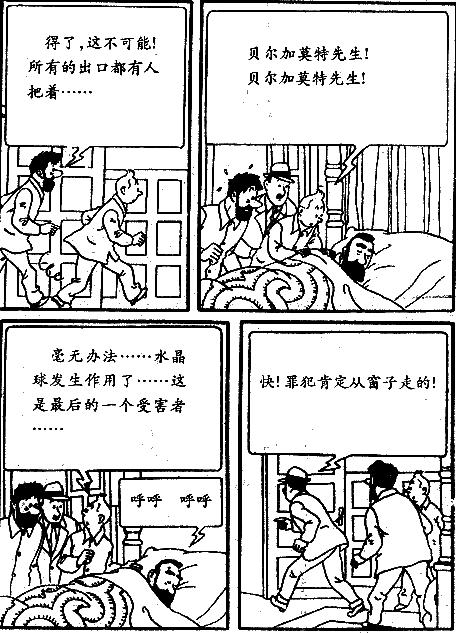 得了,这不可能!
所有的出口都有人
把着……
贝尔加莫特先生!
贝尔加莫特先生!
毫无办法……水晶
球发生作用了……这
是最后的一个受害者
……
呼呼 呼呼
快!罪犯肯定从窗子走的!